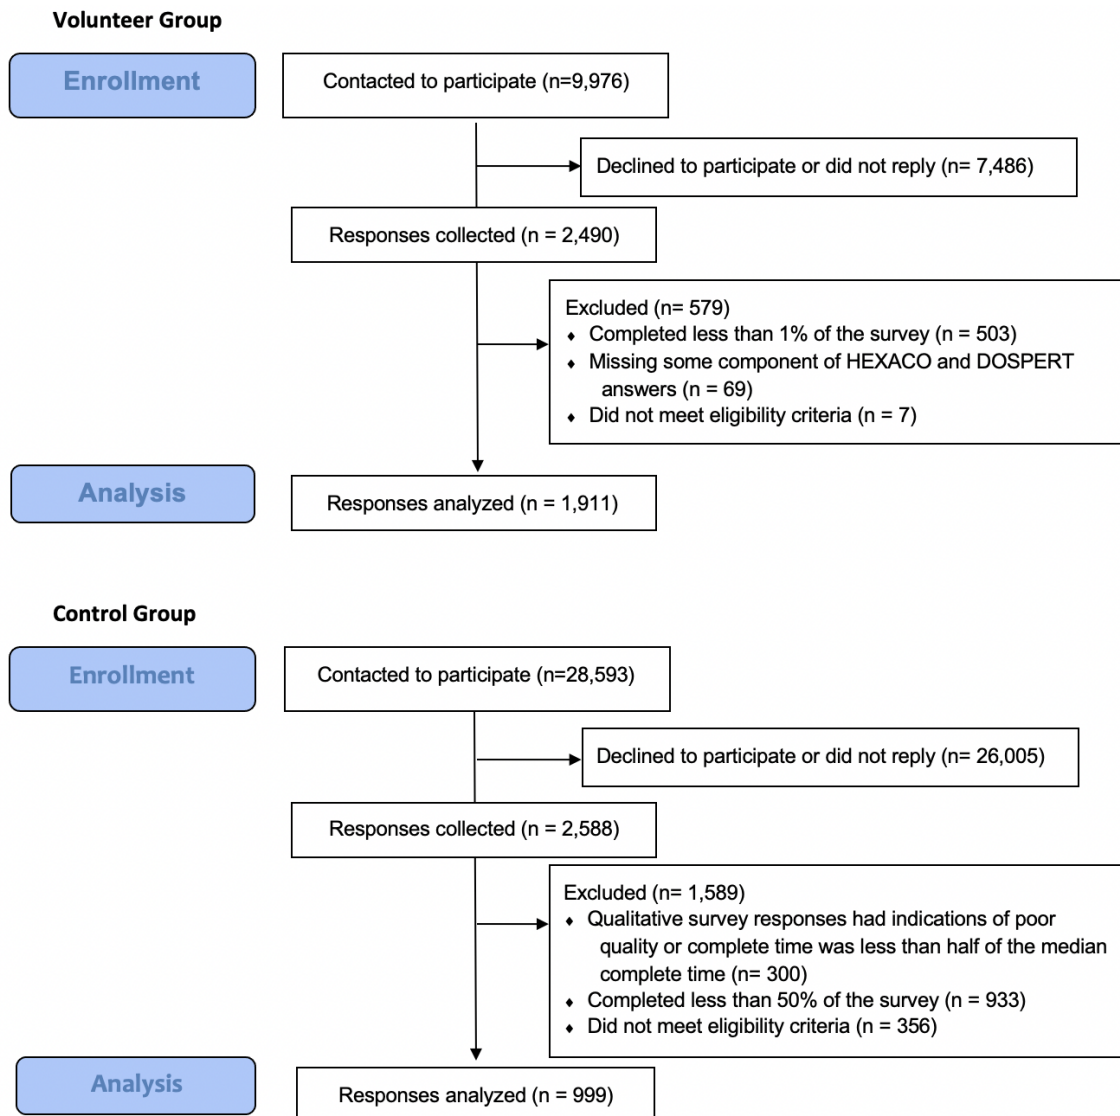 Volunteer Group
Enrollment
Contacted to participate (n=9,976)
Declined to participate or did not reply (n= 7,486)
Responses collected (n = 2,490)
Excluded (n= 579)
♦ Completed less than 1% of the survey (n = 503)
♦ Missing some component of HEXACO and DOSPERT
answers (n = 69)
♦ Did not meet eligibility criteria (n = 7)
Analysis
Responses analyzed (n = 1,911)
Control Group
Enrollment
Contacted to participate (n=28,593)
Declined to participate or did not reply (n= 26,005)
Responses collected (n = 2,588)
Excluded (n= 1,589)
♦ Qualitative survey responses had indications of poor
quality or complete time was less than half of the median
complete time (n= 300)
♦ Completed less than 50% of the survey (n = 933)
♦ Did not meet eligibility criteria (n = 356)
Analysis
Responses analyzed (n = 999)